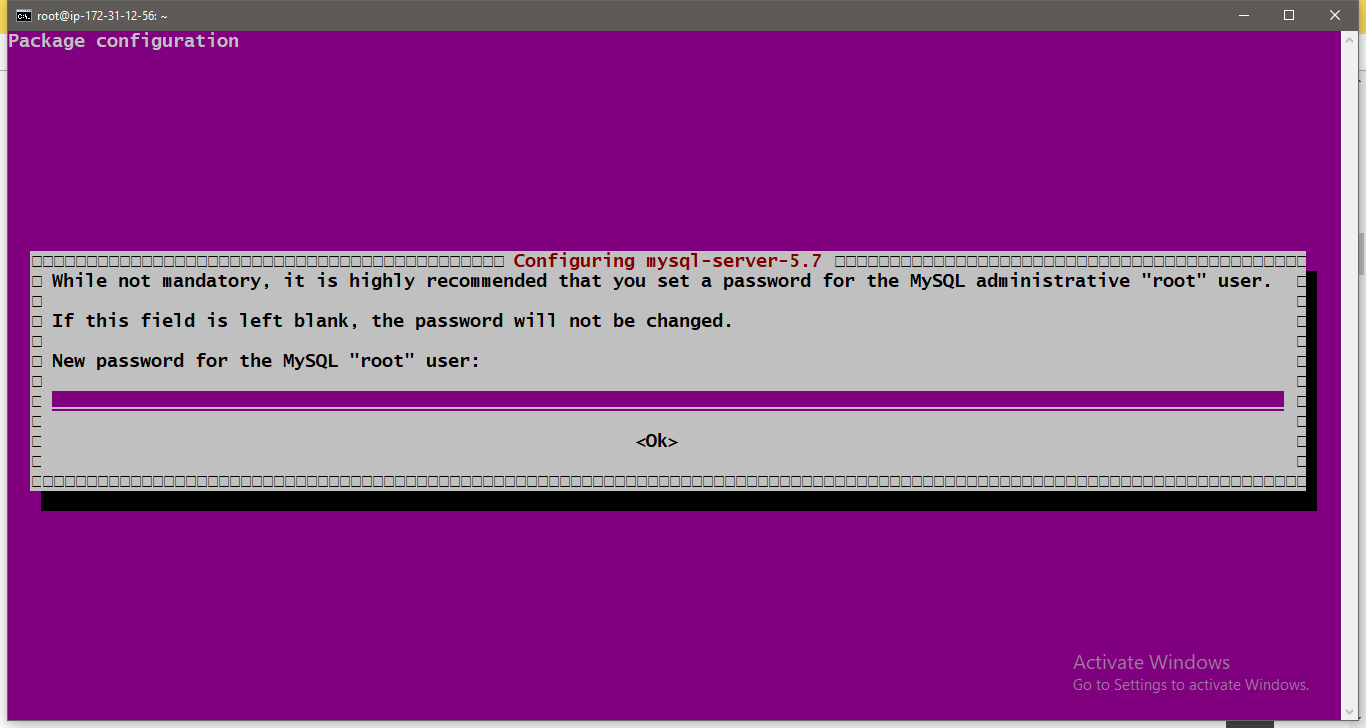 root@ip-172-31-12-56: ~
Package configuration
Configuring mysql-server-5.7
While not mandatory, it is highly recommended that you set a password for the MySQL administrative "root" user.
If this field is left blank, the password will not be changed.
New password for the MySQL "root" user:
<Ok>
Activate Windows
Go to Settings to activate Windows.